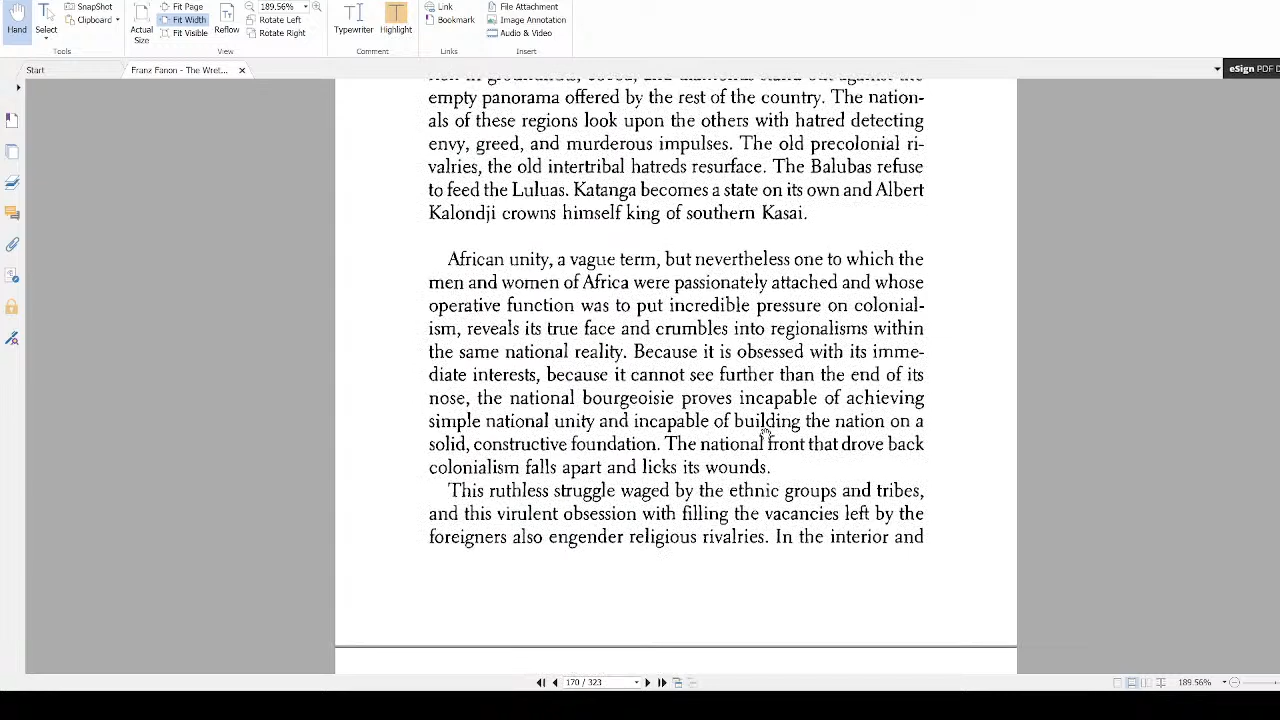 Hand
Select
SnapShot
Clipboard
Tools
Actual Size
Fit Page
Fit Width
Fit Visible
Reflow
189.56%
Rotate Left
Rotate Right
View
Typewriter
Highlight
Comment
Link
Bookmark
Links
File Attachment
Image Annotation
Audio & Video
Insert
Start
Franz Fanon - The Wret...
eSign PDF D
empty panorama offered by the rest of the country. The nation-
als of these regions look upon the others with hatred detecting
envy, greed, and murderous impulses. The old precolonial ri-
valries, the old intertribal hatreds resurface. The Balubas refuse
to feed the Luluas. Katanga becomes a state on its own and Albert
Kalondji crowns himself king of southern Kasai.
African unity, a vague term, but nevertheless one to which the
men and women of Africa were passionately attached and whose
operative function was to put incredible pressure on colonial-
ism, reveals its true face and crumbles into regionalisms within
the same national reality. Because it is obsessed with its imme-
diate interests, because it cannot see further than the end of its
nose, the national bourgeoisie proves incapable of achieving
simple national unity and incapable of building the nation on a
solid, constructive foundation. The national front that drove back
colonialism falls apart and licks its wounds.
This ruthless struggle waged by the ethnic groups and tribes,
and this virulent obsession with filling the vacancies left by the
foreigners also engender religious rivalries. In the interior and
170 / 323
189.56%